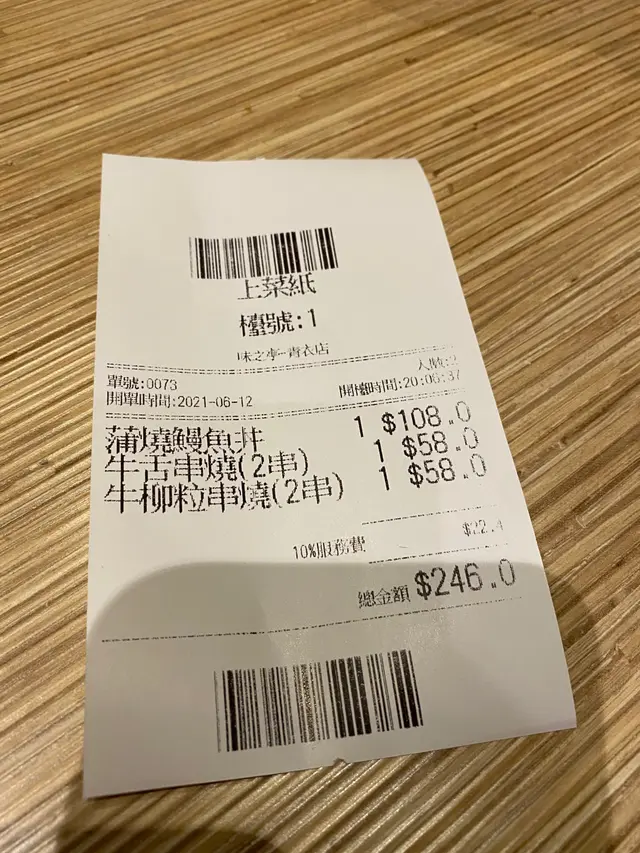 上菜紙
檯號:1
味之亭-青衣店
人數:2
單號:0073
開單時間:2021-06-12
開檯時間:20:06:37
蒲燒鰻魚丼 1 $108.0
牛舌串燒(2串) 1 $58.0
牛柳粒串燒(2串) 1 $58.0
10%服務費 $22.4
總金額 $246.0